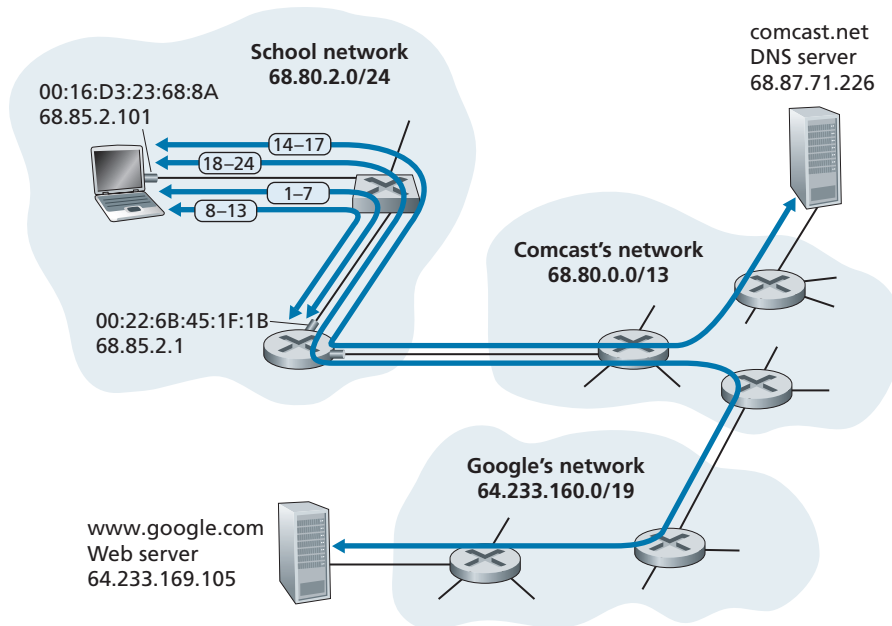 School network
68.80.2.0/24
comcast.net
DNS server
68.87.71.226
00:16:D3:23:68:8A
68.85.2.101
14–17
18–24
1–7
8–13
Comcast's network
68.80.0.0/13
00:22:6B:45:1F:1B
68.85.2.1
Google's network
64.233.160.0/19
www.google.com
Web server
64.233.169.105